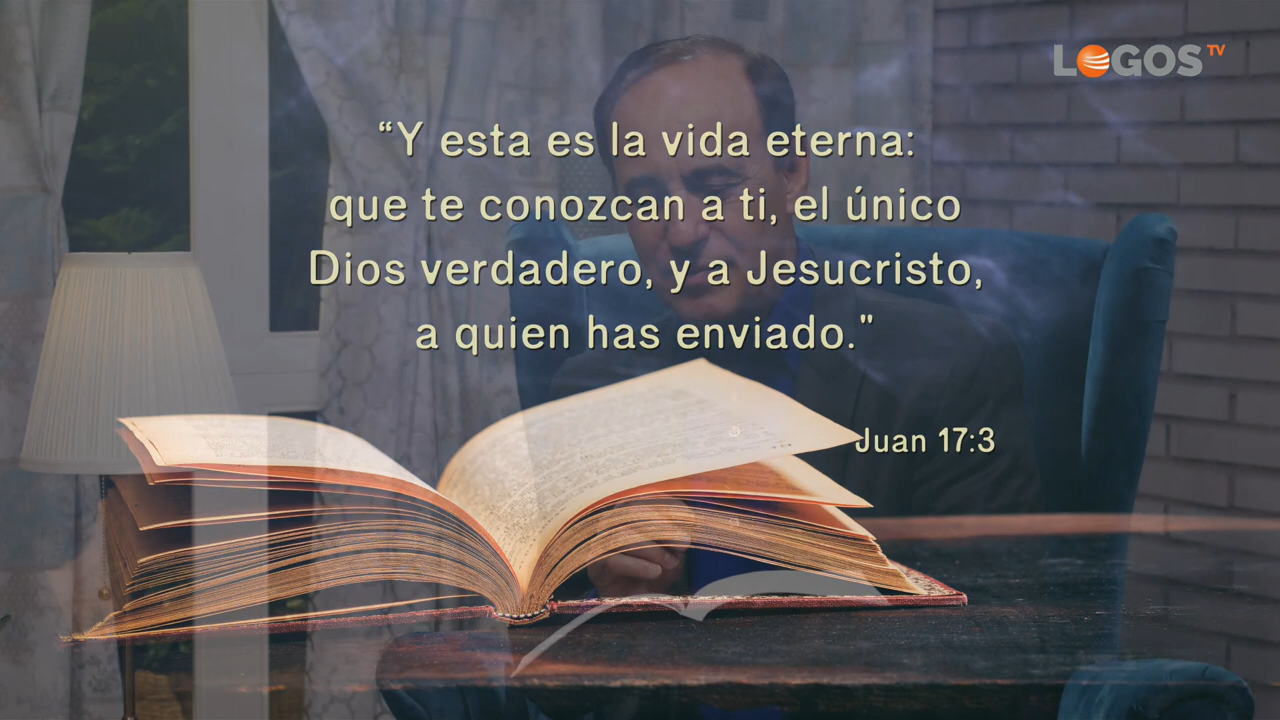 LOGOS TV
“Y esta es la vida eterna:
que te conozcan a ti, el único
Dios verdadero, y a Jesucristo,
a quien has enviado."
Juan 17:3